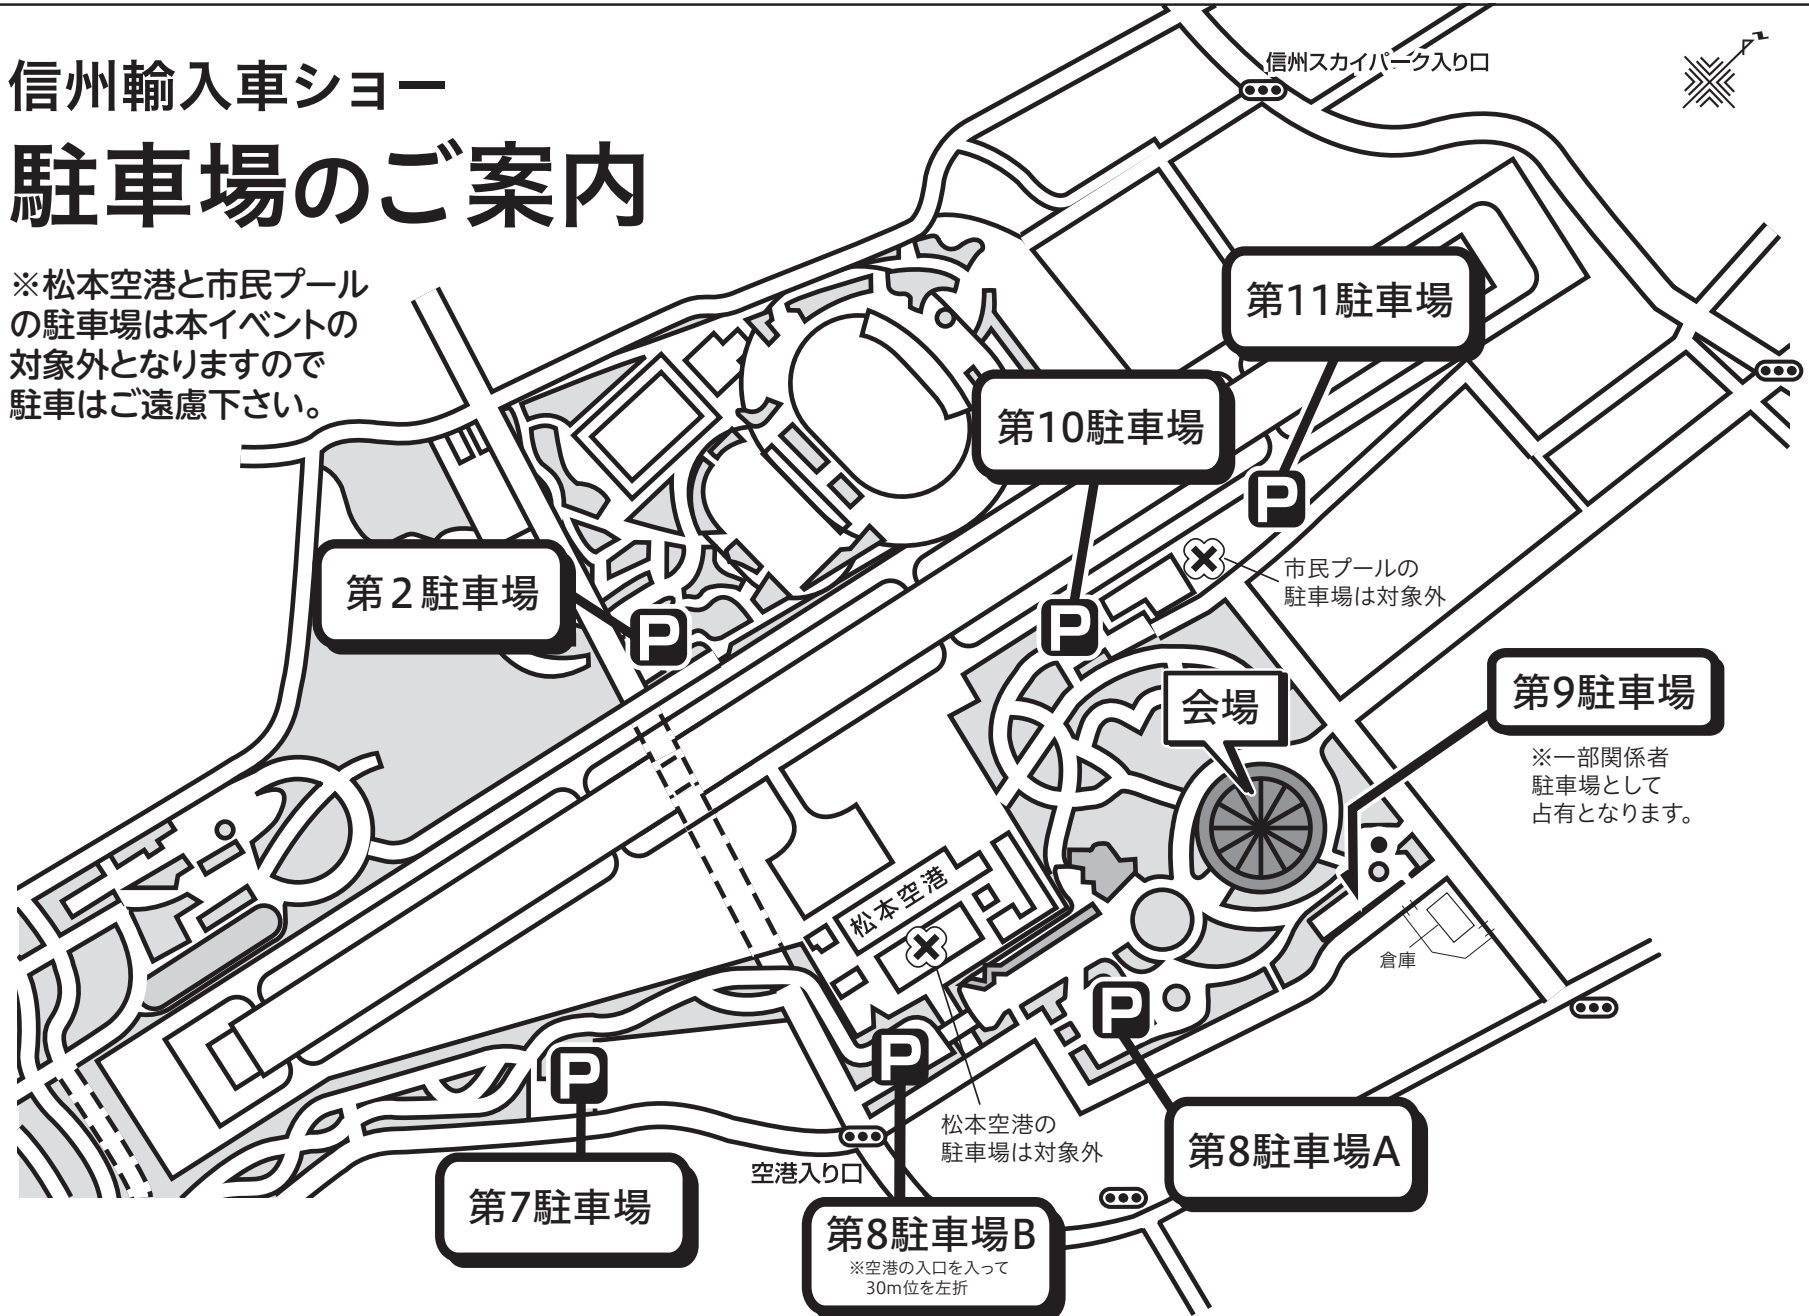 信州輸入車ショー
駐車場のご案内
※松本空港と市民プール
の駐車場は本イベントの
対象外となりますので
駐車はご遠慮下さい。
信州スカイパーク入り口
第11駐車場
第10駐車場
P
市民プールの
駐車場は対象外
第2駐車場
P
P
会場
第9駐車場
※一部関係者
駐車場として
占有となります。
松本空港
倉庫
P
P
P
松本空港の
駐車場は対象外
空港入り口
第7駐車場
第8駐車場A
第8駐車場B
※空港の入口を入って
30m位を左折